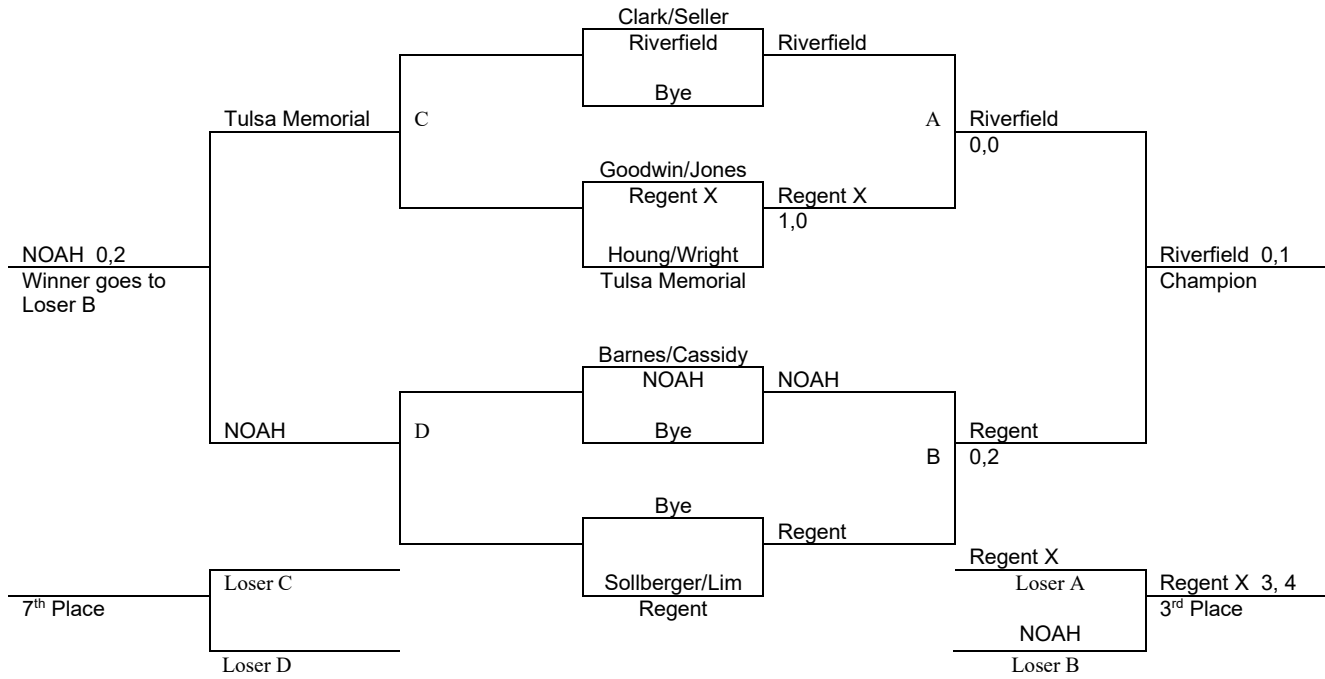 Clark/Seller
Riverfield
Riverfield
Bye
Tulsa Memorial
C
A
Riverfield
0,0
Goodwin/Jones
Regent X
Regent X
1,0
NOAH 0,2
Houng/Wright
Riverfield 0,1
Winner goes to
Loser B
Tulsa Memorial
Champion
Barnes/Cassidy
NOAH
NOAH
NOAH
D
Bye
Regent
B
0,2
Bye
Regent
Regent X
Loser C
Sollberger/Lim
Loser A
Regent X 3, 4
7th Place
Regent
3rd Place
NOAH
Loser D
Loser B